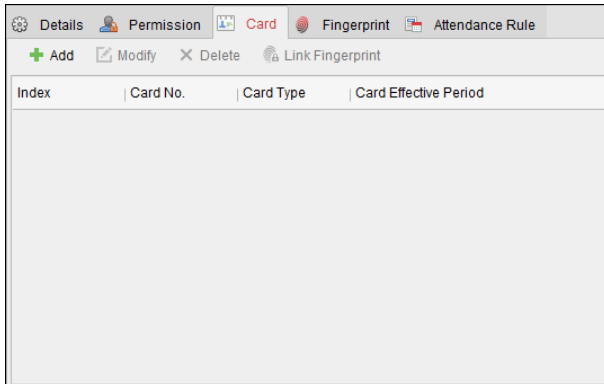 Details Permission Card Fingerprint Attendance Rule
Add Modify Delete Link Fingerprint
Index Card No. Card Type Card Effective Period